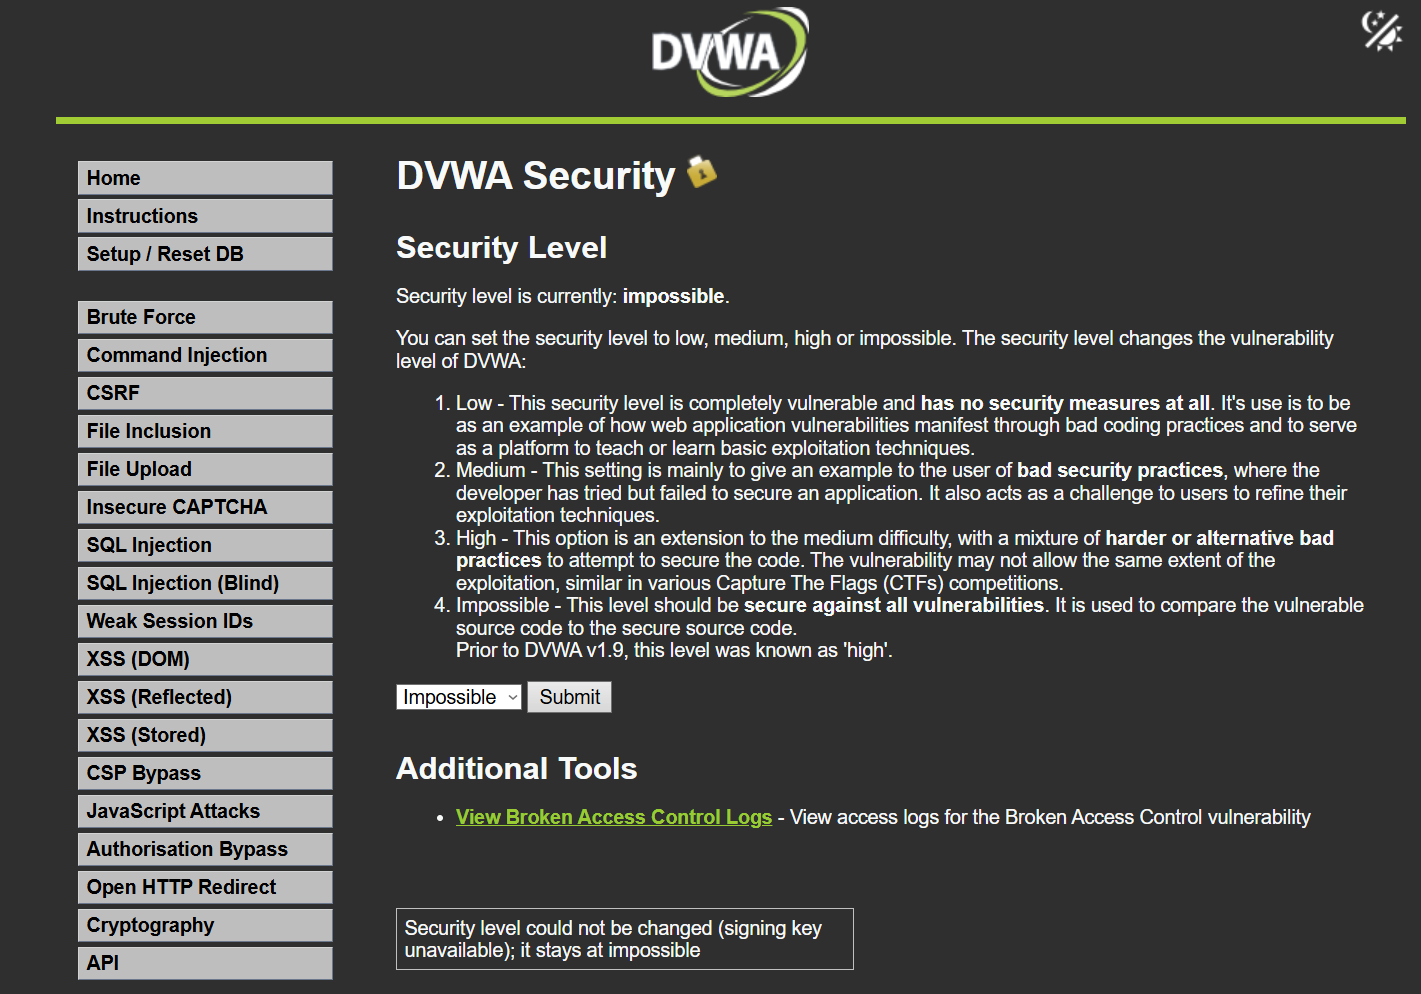 DVWA
Home
Instructions
Setup / Reset DB
Brute Force
Command Injection
CSRF
File Inclusion
File Upload
Insecure CAPTCHA
SQL Injection
SQL Injection (Blind)
Weak Session IDs
XSS (DOM)
XSS (Reflected)
XSS (Stored)
CSP Bypass
JavaScript Attacks
Authorisation Bypass
Open HTTP Redirect
Cryptography
API
DVWA Security
Security Level
Security level is currently: impossible.
You can set the security level to low, medium, high or impossible. The security level changes the vulnerability
level of DVWA:
1. Low - This security level is completely vulnerable and has no security measures at all. It's use is to be
as an example of how web application vulnerabilities manifest through bad coding practices and to serve
as a platform to teach or learn basic exploitation techniques.
2. Medium - This setting is mainly to give an example to the user of bad security practices, where the
developer has tried but failed to secure an application. It also acts as a challenge to users to refine their
exploitation techniques.
3. High - This option is an extension to the medium difficulty, with a mixture of harder or alternative bad
practices to attempt to secure the code. The vulnerability may not allow the same extent of the
exploitation, similar in various Capture The Flags (CTFs) competitions.
4. Impossible - This level should be secure against all vulnerabilities. It is used to compare the vulnerable
source code to the secure source code.
Prior to DVWA v1.9, this level was known as 'high'.
Impossible Submit
Additional Tools
• View Broken Access Control Logs - View access logs for the Broken Access Control vulnerability
Security level could not be changed (signing key
unavailable); it stays at impossible